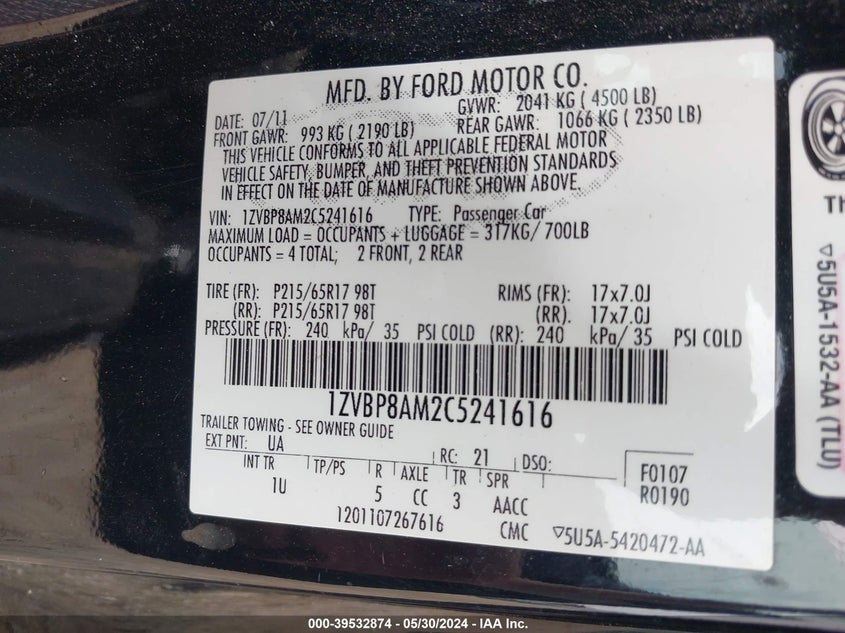 MFD. BY FORD MOTOR CO.
DATE: 07/11 GVWR: 2041 KG ( 4500 LB)
FRONT GAWR: 993 KG ( 2190 LB) REAR GAWR: 1066 KG ( 2350 LB)
THIS VEHICLE CONFORMS TO ALL APPLICABLE FEDERAL MOTOR
VEHICLE SAFETY, BUMPER, AND THEFT PREVENTION STANDARDS
IN EFFECT ON THE DATE OF MANUFACTURE SHOWN ABOVE.
VIN: 1ZVBP8AM2C5241616 TYPE: Passenger Car
MAXIMUM LOAD = OCCUPANTS + LUGGAGE = 317KG/ 700LB
OCCUPANTS = 4 TOTAL; 2 FRONT, 2 REAR
TIRE (FR): P215/65R17 98T RIMS (FR): 17x7.0J
(RR): P215/65R17 98T (RR): 17x7.0J
PRESSURE (FR): 240 kPa/ 35 PSI COLD (RR): 240 kPa/ 35 PSI COLD
1ZVBP8AM2C5241616
TRAILER TOWING - SEE OWNER GUIDE
EXT PNT: UA RC: 21 DSO: F0107
INT TR TP/PS R AXLE TR SPR R0190
1U 5 CC 3 AACC
1201107267616 CMC ▽5U5A-5420472-AA
Th
▽5U5A-1532-AA (TLU)
000-39532874 - 05/30/2024 - IAA Inc.